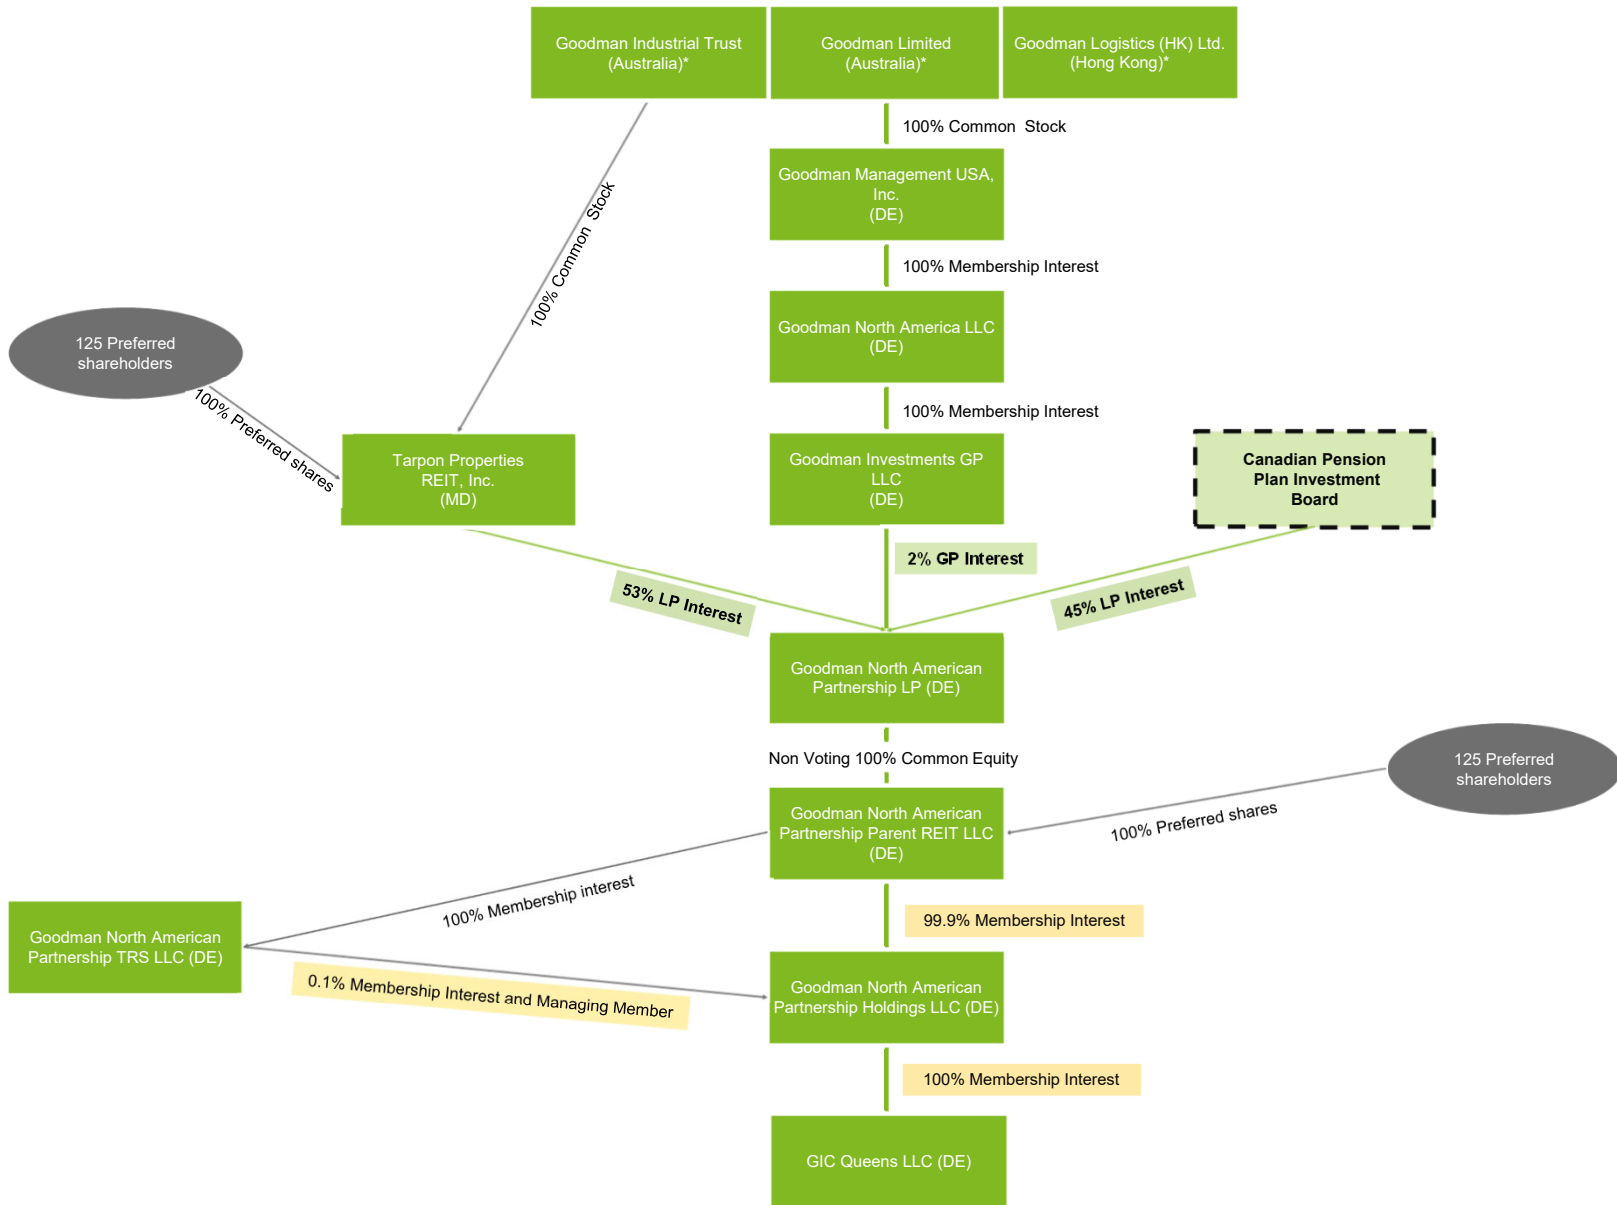 Goodman Industrial Trust
(Australia)*
Goodman Limited
(Australia)*
Goodman Logistics (HK) Ltd.
(Hong Kong)*
100% Common Stock
Goodman Management USA,
Inc.
(DE)
100% Common Stock
100% Membership Interest
Goodman North America LLC
(DE)
125 Preferred
shareholders
100% Preferred shares
100% Membership Interest
Tarpon Properties
REIT, Inc.
(MD)
Goodman Investments GP
LLC
(DE)
Canadian Pension
Plan Investment
Board
2% GP Interest
53% LP Interest
45% LP Interest
Goodman North American
Partnership LP (DE)
Non Voting 100% Common Equity
125 Preferred
shareholders
Goodman North American
Partnership Parent REIT LLC
(DE)
100% Preferred shares
100% Membership interest
99.9% Membership Interest
Goodman North American
Partnership TRS LLC (DE)
0.1% Membership Interest and Managing Member
Goodman North American
Partnership Holdings LLC (DE)
100% Membership Interest
GIC Queens LLC (DE)